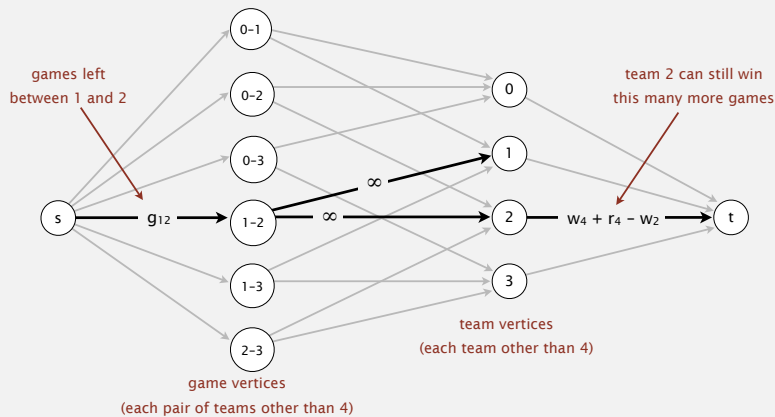 0–1
games left
between 1 and 2
team 2 can still win
this many more games
0–2
0
0–3
1
∞
s
g12
1–2
∞
2
w4 + r4 – w2
t
1–3
3
2–3
team vertices
(each team other than 4)
game vertices
(each pair of teams other than 4)